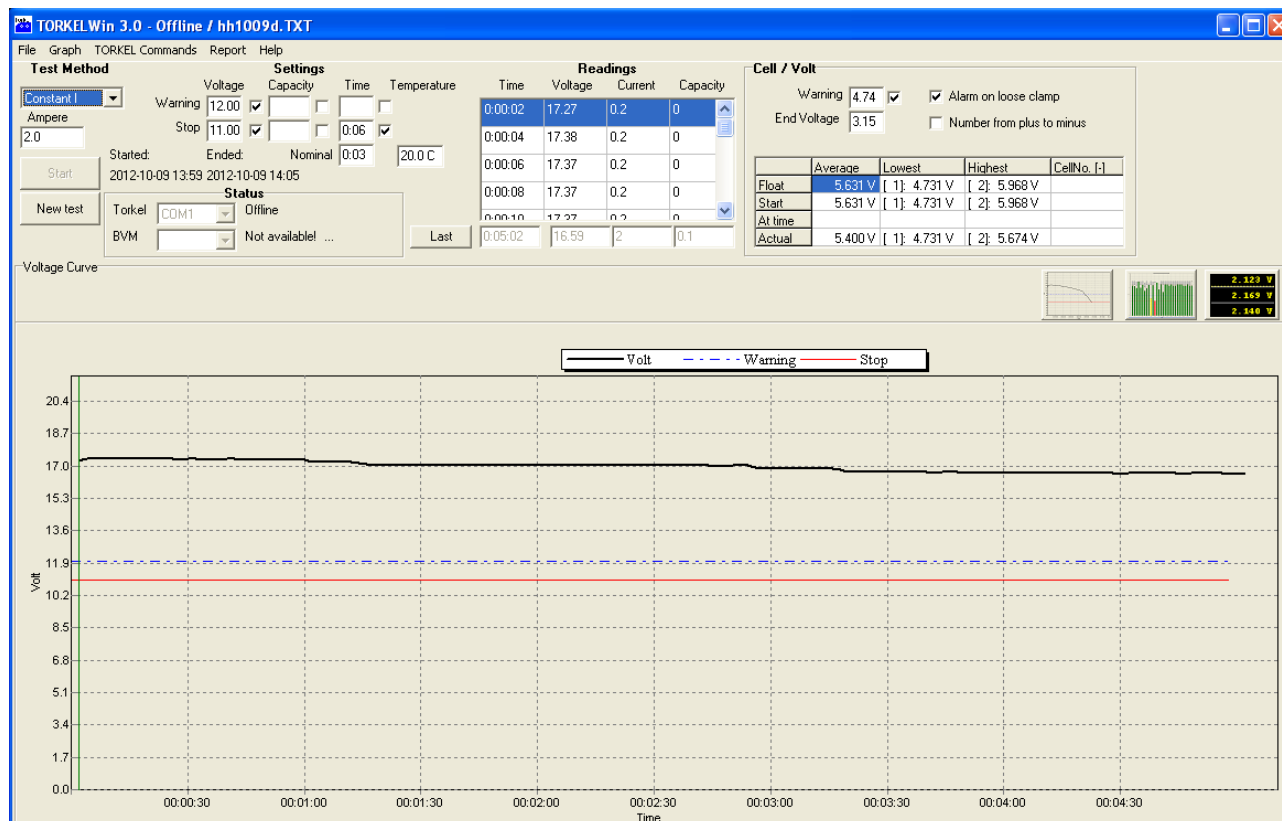 TORKELWin 3.0 - Offline / hh1009d.TXT
File Graph TORKEL Commands Report Help
Test Method
Constant I
Ampere
2.0
Start
New test
Settings
Voltage Capacity Time Temperature
Warning 12.00
Stop 11.00 0:06
Started: Ended: Nominal 0:03 20.0 C
2012-10-09 13:59 2012-10-09 14:05
Status
Torkel COM1 Offline
BVM Not available! ...
Readings
Time Voltage Current Capacity
0:00:02 17.27 0.2 0
0:00:04 17.38 0.2 0
0:00:06 17.37 0.2 0
0:00:08 17.37 0.2 0
0:00:10 17.37 0.2 0
Last 0:05:02 16.59 2 0.1
Cell / Volt
Warning 4.74 Alarm on loose clamp
End Voltage 3.15 Number from plus to minus
Average Lowest Highest CellNo. [-]
Float 5.631 V [ 1]: 4.731 V [ 2]: 5.968 V
Start 5.631 V [ 1]: 4.731 V [ 2]: 5.968 V
At time
Actual 5.400 V [ 1]: 4.731 V [ 2]: 5.674 V
Voltage Curve
2.123 V
2.169 V
2.140 V
Volt Warning Stop
20.4
18.7
17.0
15.3
13.6
11.9
10.2
8.5
6.8
5.1
3.4
1.7
0.0
Volt
00:00:30 00:01:00 00:01:30 00:02:00 00:02:30 00:03:00 00:03:30 00:04:00 00:04:30
Time